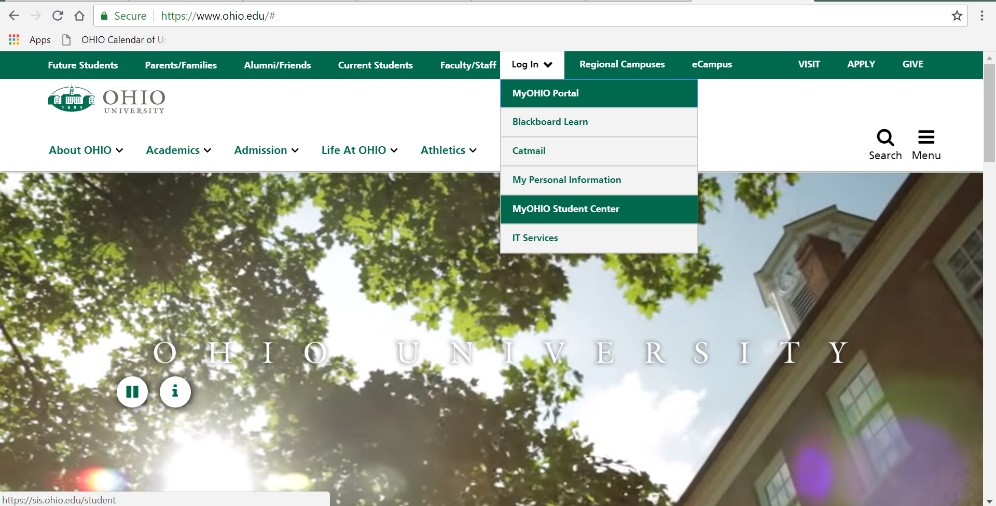 Secure https://www.ohio.edu/#
Apps OHIO Calendar of
Future Students Parents/Families Alumni/Friends Current Students Faculty/Staff Log In Regional Campuses eCampus VISIT APPLY GIVE
OHIO
UNIVERSITY
MyOHIO Portal
Blackboard Learn
Catmail
My Personal Information
MyOHIO Student Center
IT Services
About OHIO Academics Admission Life At OHIO Athletics
Search Menu
OHIO UNIVERSITY
https://sis.ohio.edu/student